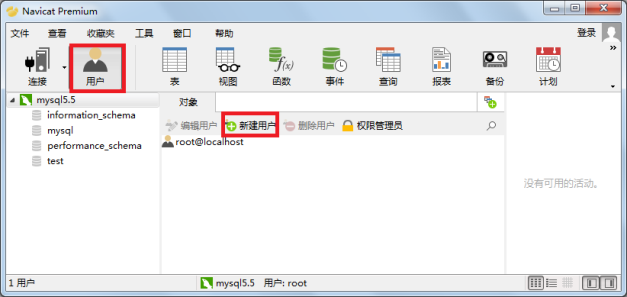 Navicat Premium
文件 查看 收藏夹 工具 窗口 帮助 登录
连接 用户 表 视图 函数 事件 查询 报表 备份 计划
f(x)
mysql5.5 对象
information_schema
编辑用户 新建用户 删除用户 权限管理员
mysql
root@localhost
performance_schema
test
没有可用的活动。
1 用户 mysql5.5 用户: root